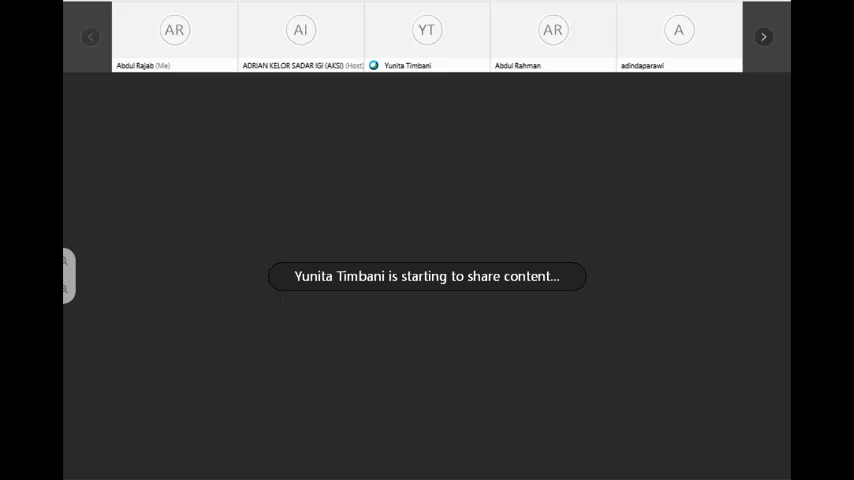 AR
AI
YT
AR
A
Abdul Rajab (Me)
ADRIAN KELOR SADAR IGI (AKSI) (Host)
Yunita Timbani
Abdul Rahman
adindaparawi
Yunita Timbani is starting to share content...